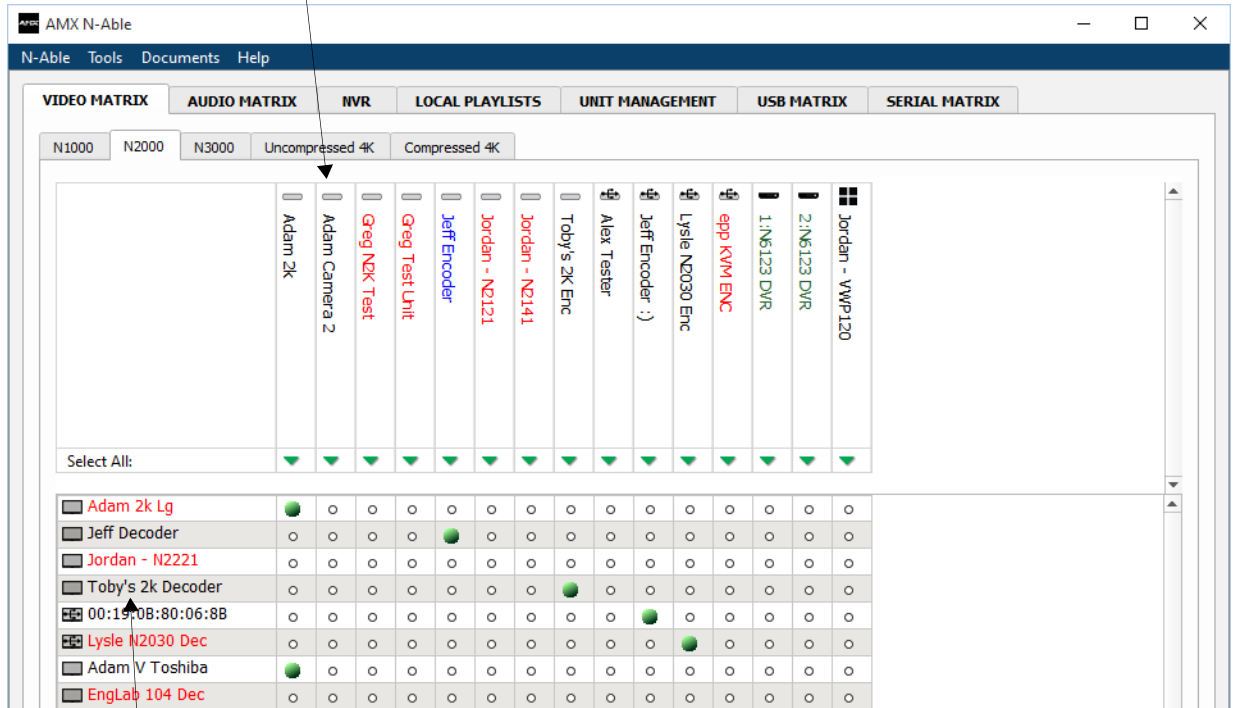 AMX AMX N-Able
N-Able Tools Documents Help
VIDEO MATRIX AUDIO MATRIX NVR LOCAL PLAYLISTS UNIT MANAGEMENT USB MATRIX SERIAL MATRIX
N1000 N2000 N3000 Uncompressed 4K Compressed 4K
Adam 2k
Adam Camera 2
Greg N2K Test
Greg Test Unit
Jeff Encoder
Jordan - N2121
Jordan - N2141
Toby's 2K Enc
Alex Tester
Jeff Encoder :)
Lysle N2030 Enc
epp KVM ENC
1:N6123 DVR
2:N6123 DVR
Jordan - VWP120
Select All:
Adam 2k Lg
Jeff Decoder
Jordan - N2221
Toby's 2k Decoder
00:19:0B:80:06:8B
Lysle N2030 Dec
Adam V Toshiba
EngLab 104 Dec